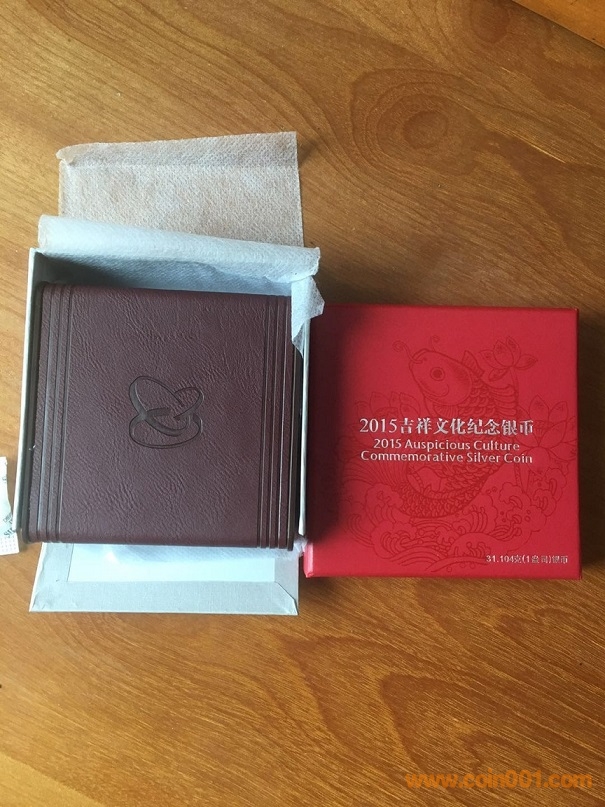 2015吉祥文化纪念银币
2015 Auspicious Culture
Commemorative Silver Coin
31.104克(1盎司)银币
www.coin001.com